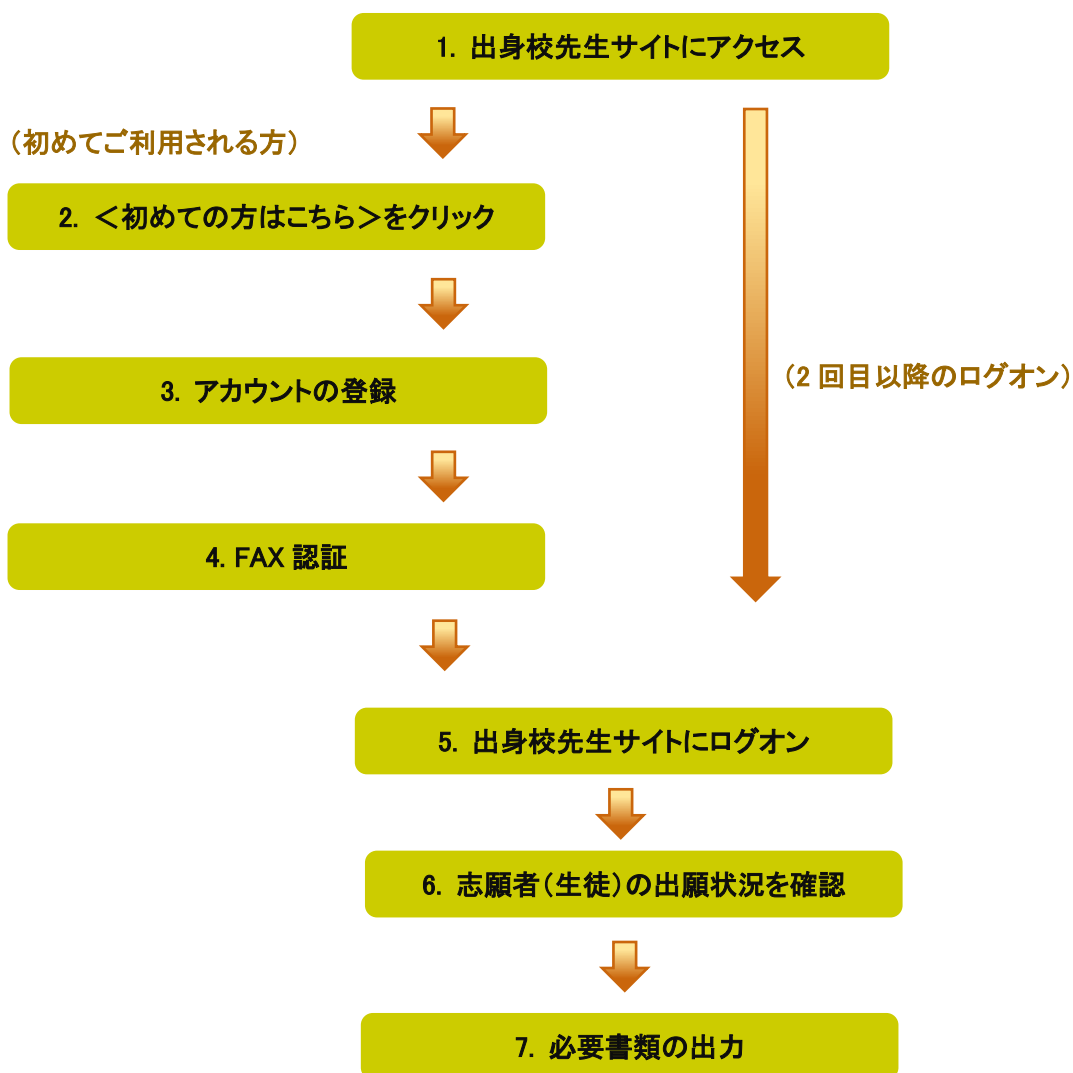 1. 出身校先生サイトにアクセス
（初めてご利用される方）
2. ＜初めての方はこちら＞をクリック
3. アカウントの登録
（2 回目以降のログオン）
4. FAX 認証
5. 出身校先生サイトにログオン
6. 志願者（生徒）の出願状況を確認
7. 必要書類の出力